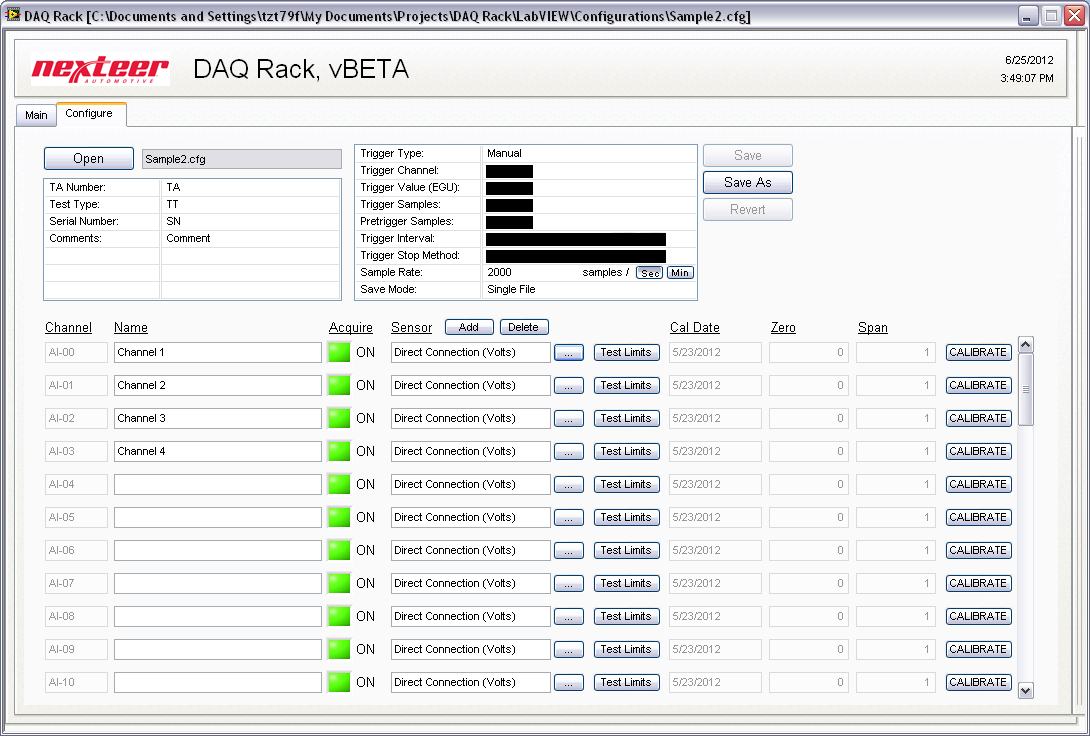 DAQ Rack [C:\Documents and Settings\tzt79f\My Documents\Projects\DAQ Rack\LabVIEW\Configurations\Sample2.cfg]
nexteer
AUTOMOTIVE
DAQ Rack, vBETA
6/25/2012
3:49:07 PM
Main Configure
Open Sample2.cfg
TA Number: TA
Test Type: TT
Serial Number: SN
Comments: Comment
Trigger Type: Manual
Trigger Channel:
Trigger Value (EGU):
Trigger Samples:
Pretrigger Samples:
Trigger Interval:
Trigger Stop Method:
Sample Rate: 2000 samples / Sec Min
Save Mode: Single File
Save
Save As
Revert
Channel Name Acquire Sensor Add Delete Cal Date Zero Span
AI-00 Channel 1 ON Direct Connection (Volts) ... Test Limits 5/23/2012 0 1 CALIBRATE
AI-01 Channel 2 ON Direct Connection (Volts) ... Test Limits 5/23/2012 0 1 CALIBRATE
AI-02 Channel 3 ON Direct Connection (Volts) ... Test Limits 5/23/2012 0 1 CALIBRATE
AI-03 Channel 4 ON Direct Connection (Volts) ... Test Limits 5/23/2012 0 1 CALIBRATE
AI-04 ON Direct Connection (Volts) ... Test Limits 5/23/2012 0 1 CALIBRATE
AI-05 ON Direct Connection (Volts) ... Test Limits 5/23/2012 0 1 CALIBRATE
AI-06 ON Direct Connection (Volts) ... Test Limits 5/23/2012 0 1 CALIBRATE
AI-07 ON Direct Connection (Volts) ... Test Limits 5/23/2012 0 1 CALIBRATE
AI-08 ON Direct Connection (Volts) ... Test Limits 5/23/2012 0 1 CALIBRATE
AI-09 ON Direct Connection (Volts) ... Test Limits 5/23/2012 0 1 CALIBRATE
AI-10 ON Direct Connection (Volts) ... Test Limits 5/23/2012 0 1 CALIBRATE